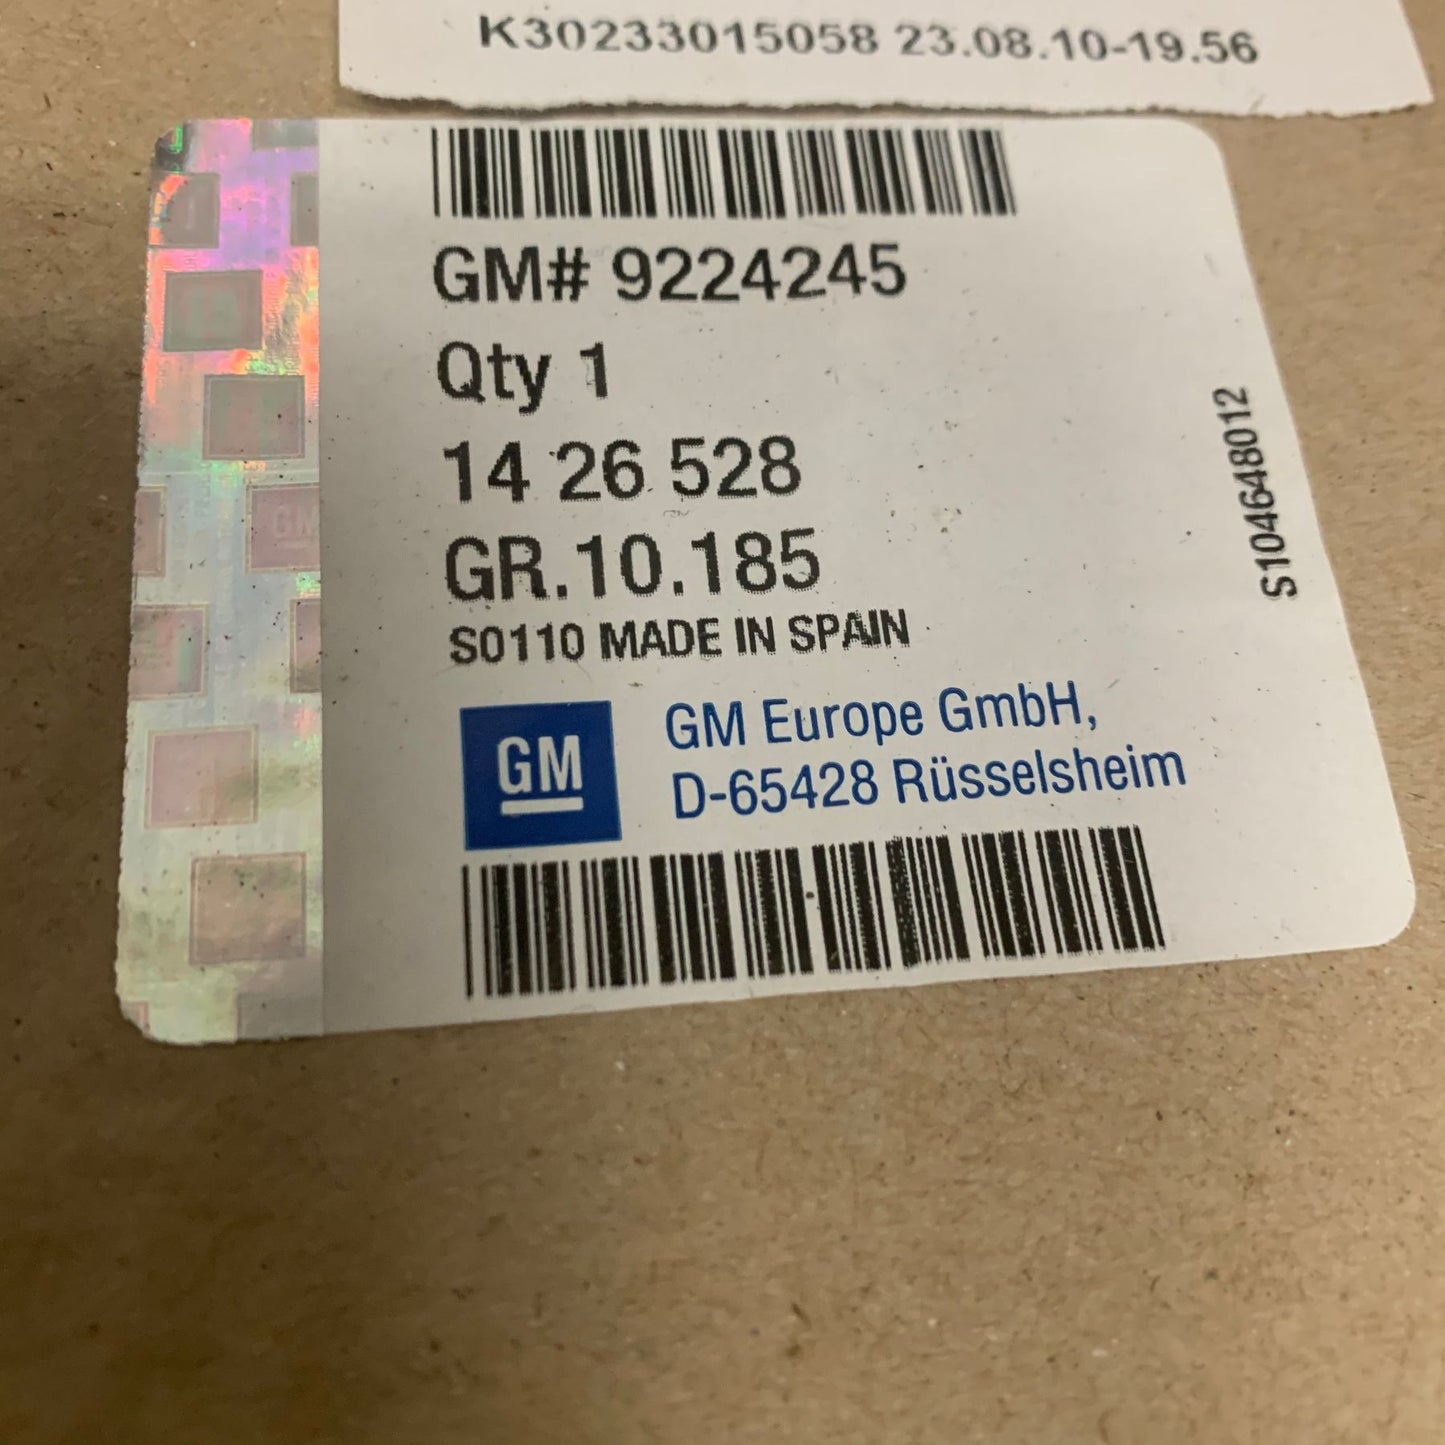 K30233015058 23.08.10-19.56
GM# 9224245
Qty 1
14 26 528
GR.10.185
S0110 MADE IN SPAIN
GM
GM Europe GmbH,
D-65428 Rüsselsheim
S104648012